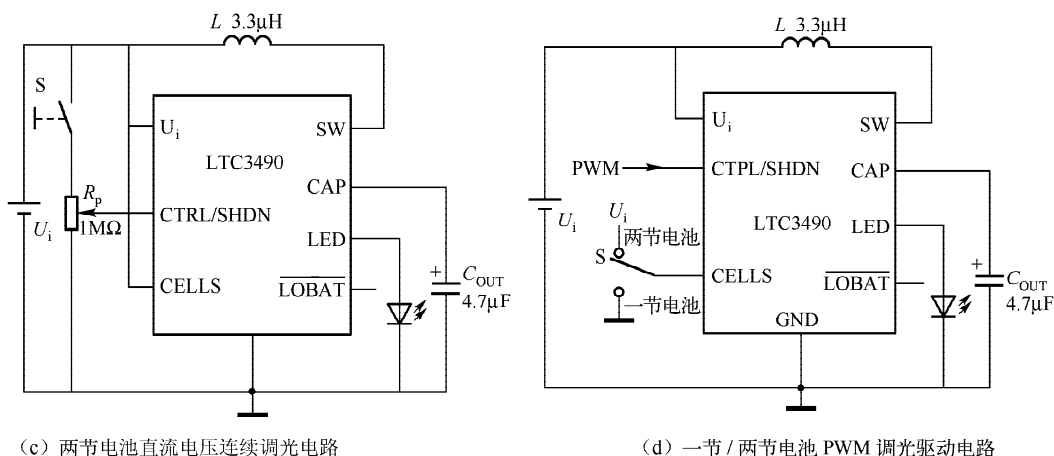 L 3.3μH
S
Ui
SW
LTC3490
CAP
Rp
1MΩ
CTRL/SHDN
Ui
LED
CELLS
LOBAT
+
COUT
4.7μF
(c) 两节电池直流电压连续调光电路
L 3.3μH
Ui
SW
PWM
CTPL/SHDN
CAP
Ui
Ui
两节电池
LTC3490
LED
S
CELLS
LOBAT
+
COUT
4.7μF
一节电池
GND
(d) 一节/两节电池 PWM 调光驱动电路